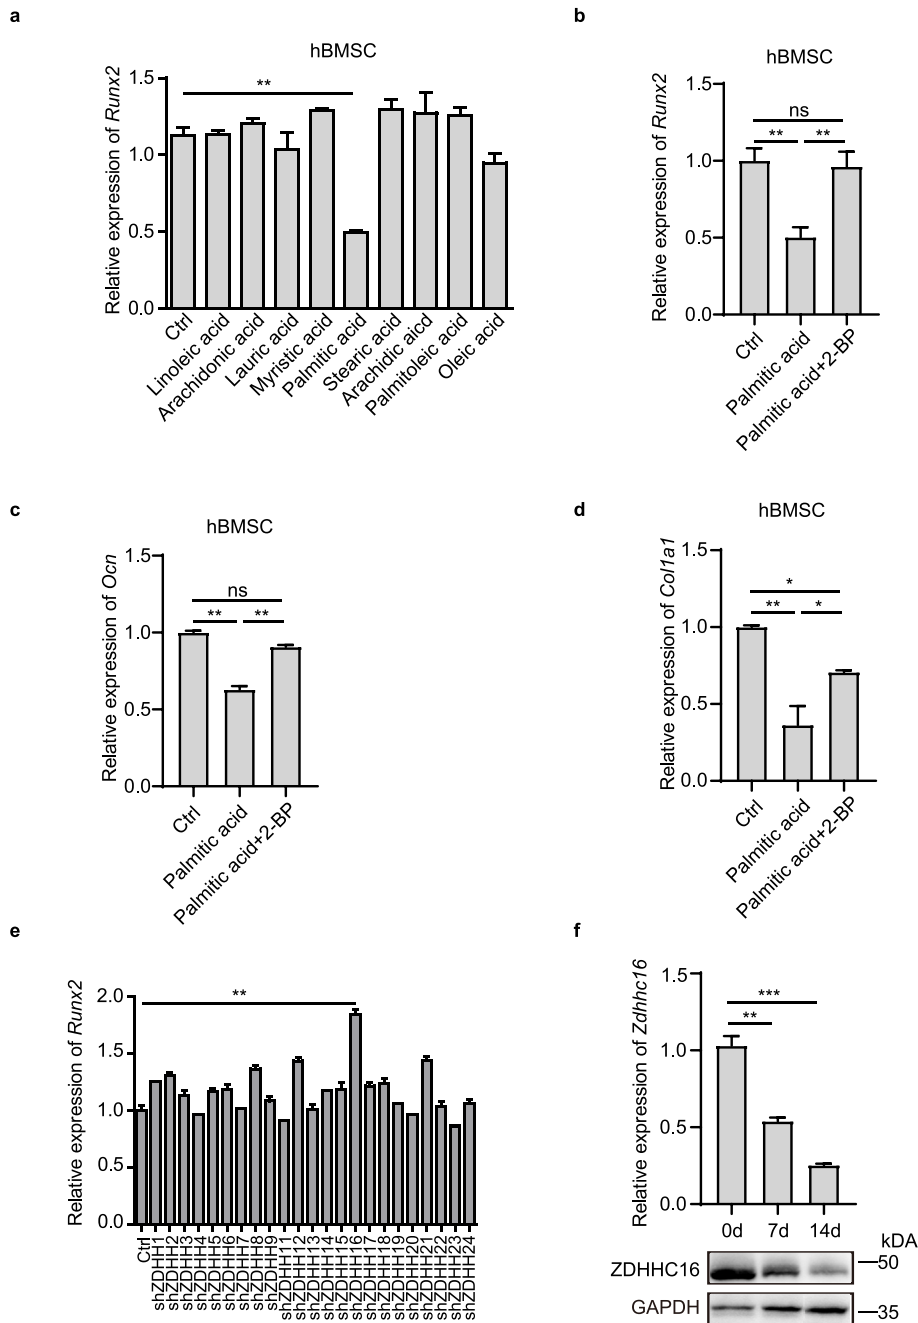 a
hBMSC
Relative expression of Runx2
1.5
1.0
0.5
0.0
**
Ctrl
Linoleic acid
Arachidonic acid
Lauric acid
Myristic acid
Palmitic acid
Stearic acid
Arachidic aicd
Palmitoleic acid
Oleic acid
b
hBMSC
Relative expression of Runx2
1.5
1.0
0.5
0.0
ns
** **
Ctrl
Palmitic acid
Palmitic acid+2-BP
c
hBMSC
Relative expression of Ocn
1.5
1.0
0.5
0.0
ns
** **
Ctrl
Palmitic acid
Palmitic acid+2-BP
d
hBMSC
Relative expression of Col1a1
1.5
1.0
0.5
0.0
*
** *
Ctrl
Palmitic acid
Palmitic acid+2-BP
e
Relative expression of Runx2
2.0
1.5
1.0
0.5
0.0
**
Ctrl
shZDHH1
shZDHH2
shZDHH3
shZDHH4
shZDHH5
shZDHH6
shZDHH7
shZDHH8
shZDHH9
shZDHH11
shZDHH12
shZDHH13
shZDHH14
shZDHH15
shZDHH16
shZDHH17
shZDHH18
shZDHH19
shZDHH20
shZDHH21
shZDHH22
shZDHH23
shZDHH24
f
Relative expression of Zdhhc16
1.5
1.0
0.5
0.0
***
**
0d 7d 14d
kDA
ZDHHC16
50
GAPDH
35